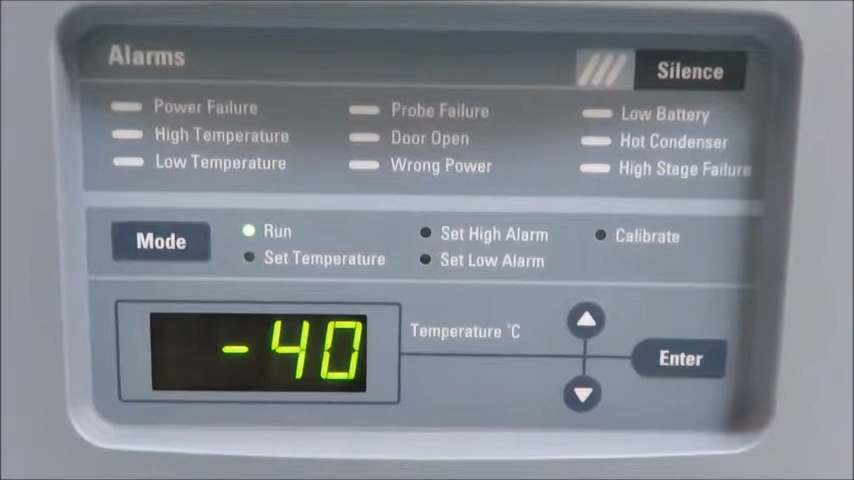 Alarms
Silence
Power Failure
Probe Failure
Low Battery
High Temperature
Door Open
Hot Condenser
Low Temperature
Wrong Power
High Stage Failure
Mode
Run
Set High Alarm
Calibrate
Set Temperature
Set Low Alarm
-40
Temperature °C
Enter